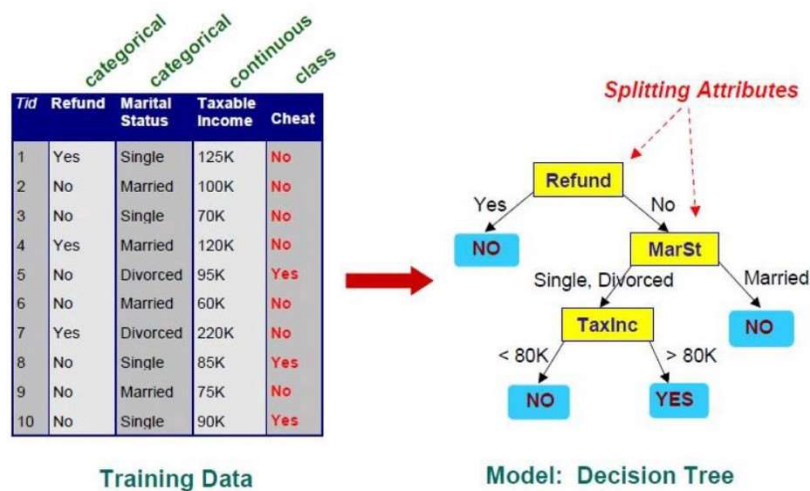 categorical categorical continuous class
Tid Refund Marital Status Taxable Income Cheat
1 Yes Single 125K No
2 No Married 100K No
3 No Single 70K No
4 Yes Married 120K No
5 No Divorced 95K Yes
6 No Married 60K No
7 Yes Divorced 220K No
8 No Single 85K Yes
9 No Married 75K No
10 No Single 90K Yes
Training Data
Splitting Attributes
Refund
Yes No
NO MarSt
Single, Divorced Married
TaxInc NO
< 80K > 80K
NO YES
Model: Decision Tree